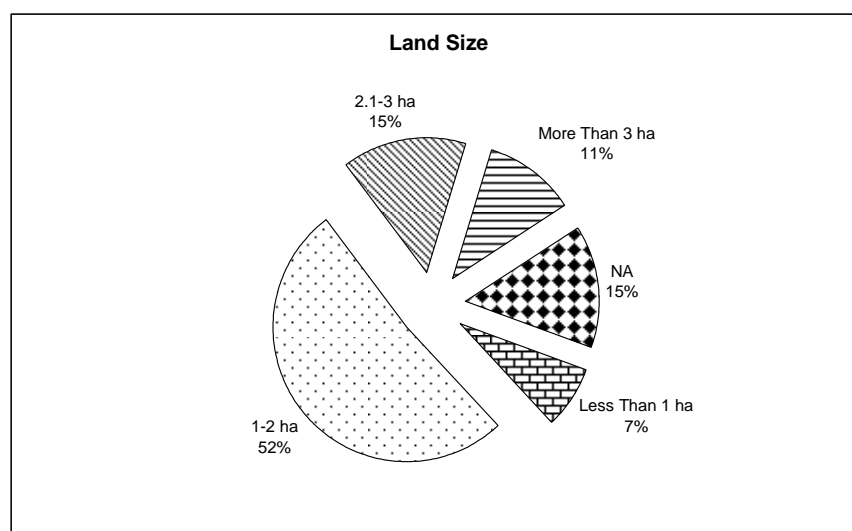 Land Size
2.1-3 ha
15%
More Than 3 ha
11%
NA
15%
Less Than 1 ha
7%
1-2 ha
52%